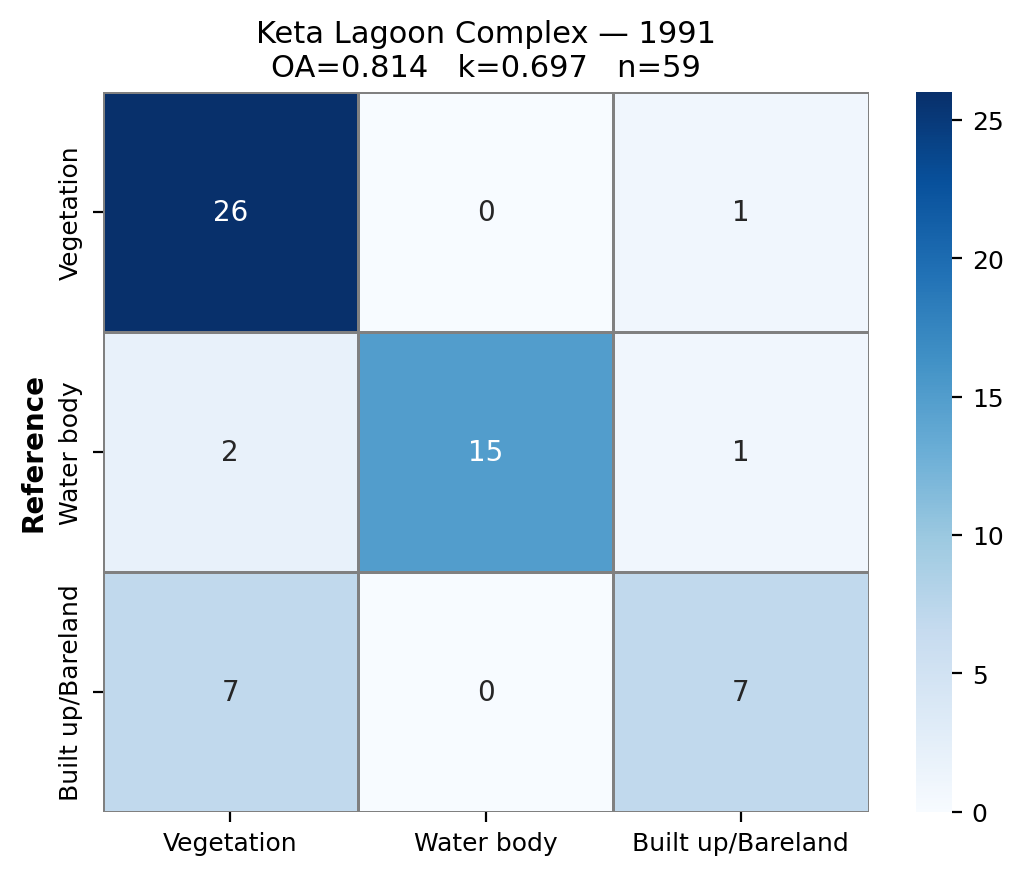 Keta Lagoon Complex — 1991
OA=0.814 k=0.697 n=59
Reference
Vegetation
26 0 1
Water body
2 15 1
Built up/Bareland
7 0 7
Vegetation Water body Built up/Bareland
25
20
15
10
5
0